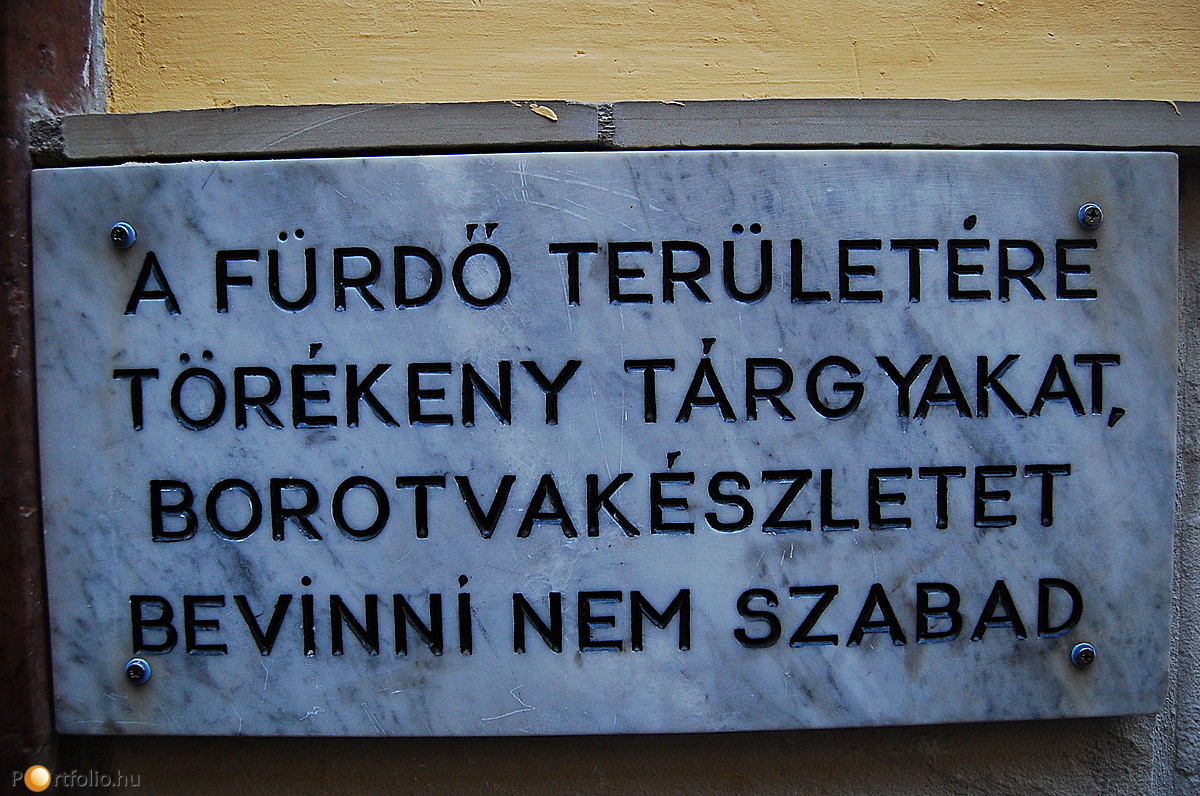 A FÜRDŐ TERÜLETÉRE
TÖRÉKENY TÁRGYAKAT,
BOROTVAKÉSZLETET
BEVINNI NEM SZABAD
Portfolio.hu